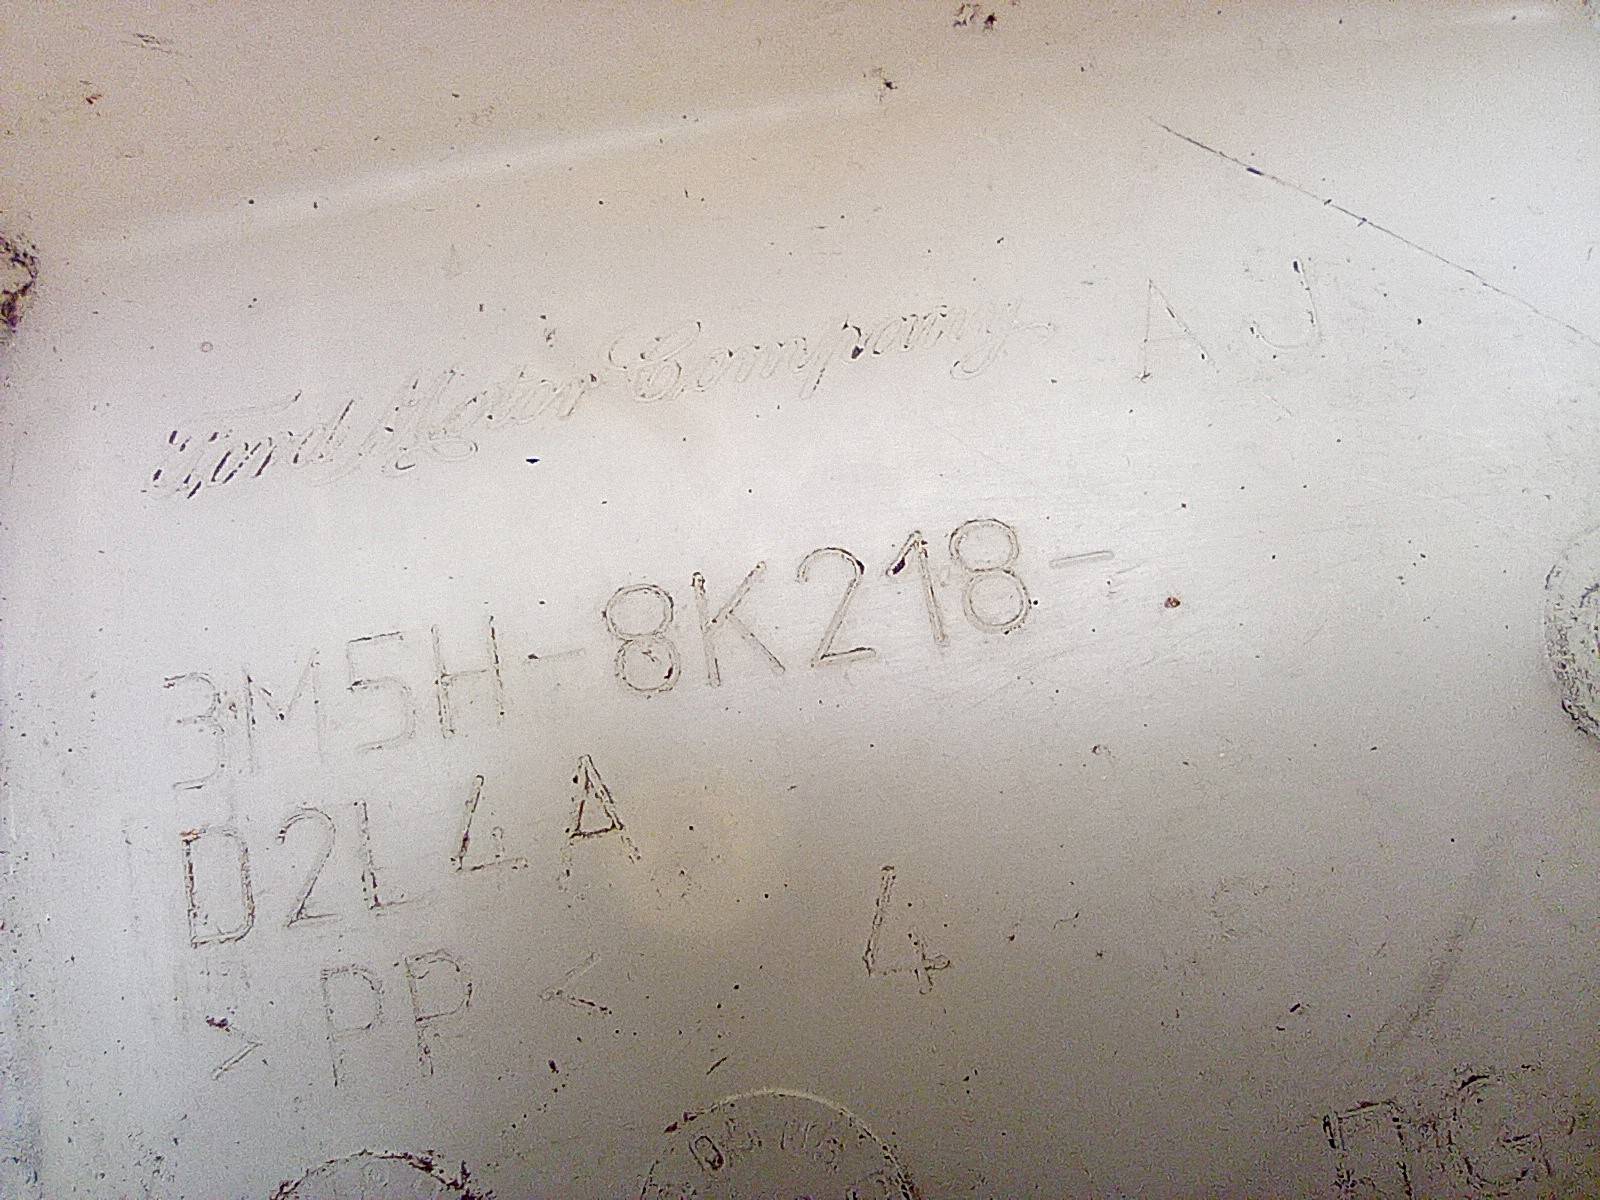 Ford Motor Company AJ
3M5H-8K218-
D2L4A
>PP< 4